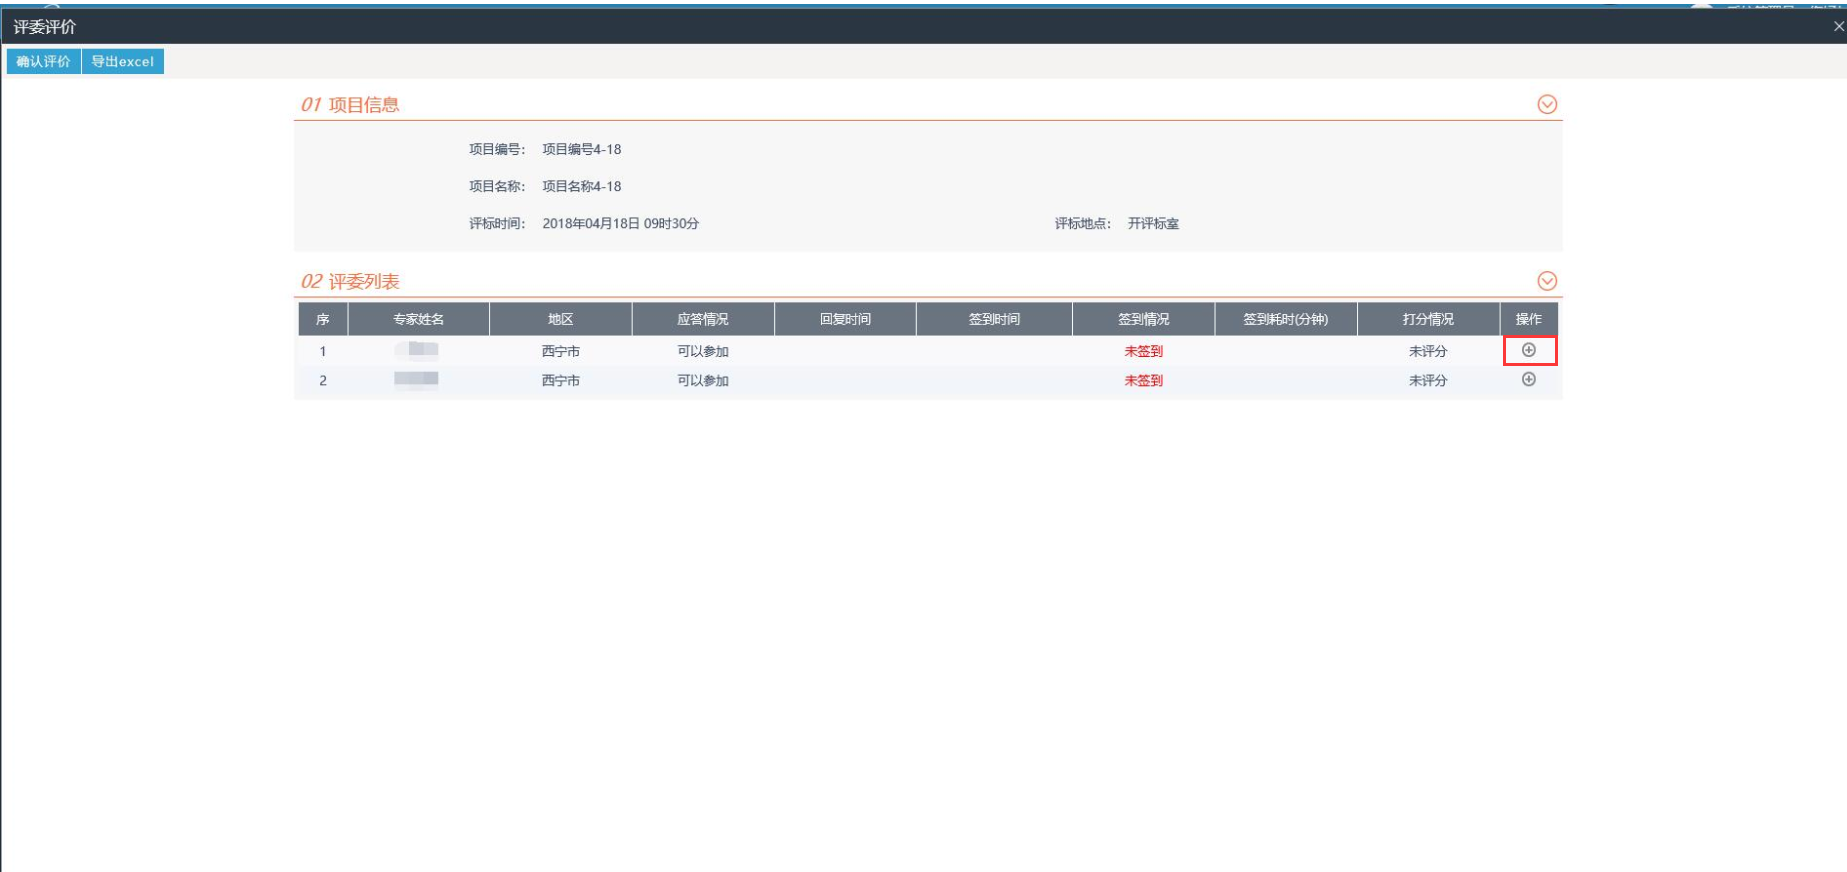 评委评价
确认评价 导出excel
01 项目信息
项目编号： 项目编号4-18
项目名称： 项目名称4-18
评标时间： 2018年04月18日 09时30分 评标地点： 开评标室
02 评委列表
序 专家姓名 地区 应答情况 回复时间 签到时间 签到情况 签到耗时(分钟) 打分情况 操作
1 西宁市 可以参加 未签到 未评分
2 西宁市 可以参加 未签到 未评分